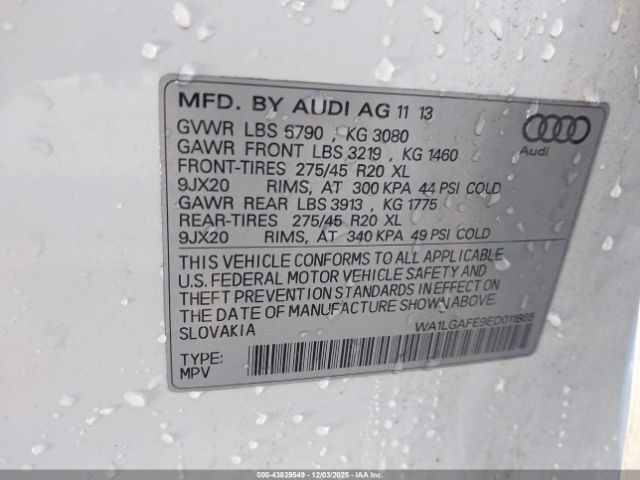 MFD. BY AUDI AG 11 13
GVWR LBS 6790 , KG 3080
GAWR FRONT LBS 3219 , KG 1460
FRONT-TIRES 275/45 R20 XL
9JX20 RIMS, AT 300 KPA 44 PSI COLD
GAWR REAR LBS 3913 , KG 1775
REAR-TIRES 275/45 R20 XL
9JX20 RIMS, AT 340 KPA 49 PSI COLD
Audi
THIS VEHICLE CONFORMS TO ALL APPLICABLE
U.S. FEDERAL MOTOR VEHICLE SAFETY AND
THEFT PREVENTION STANDARDS IN EFFECT ON
THE DATE OF MANUFACTURE SHOWN ABOVE.
SLOVAKIA
TYPE:
MPV
000-43839549 - 12/03/2025 - IAAI.COM